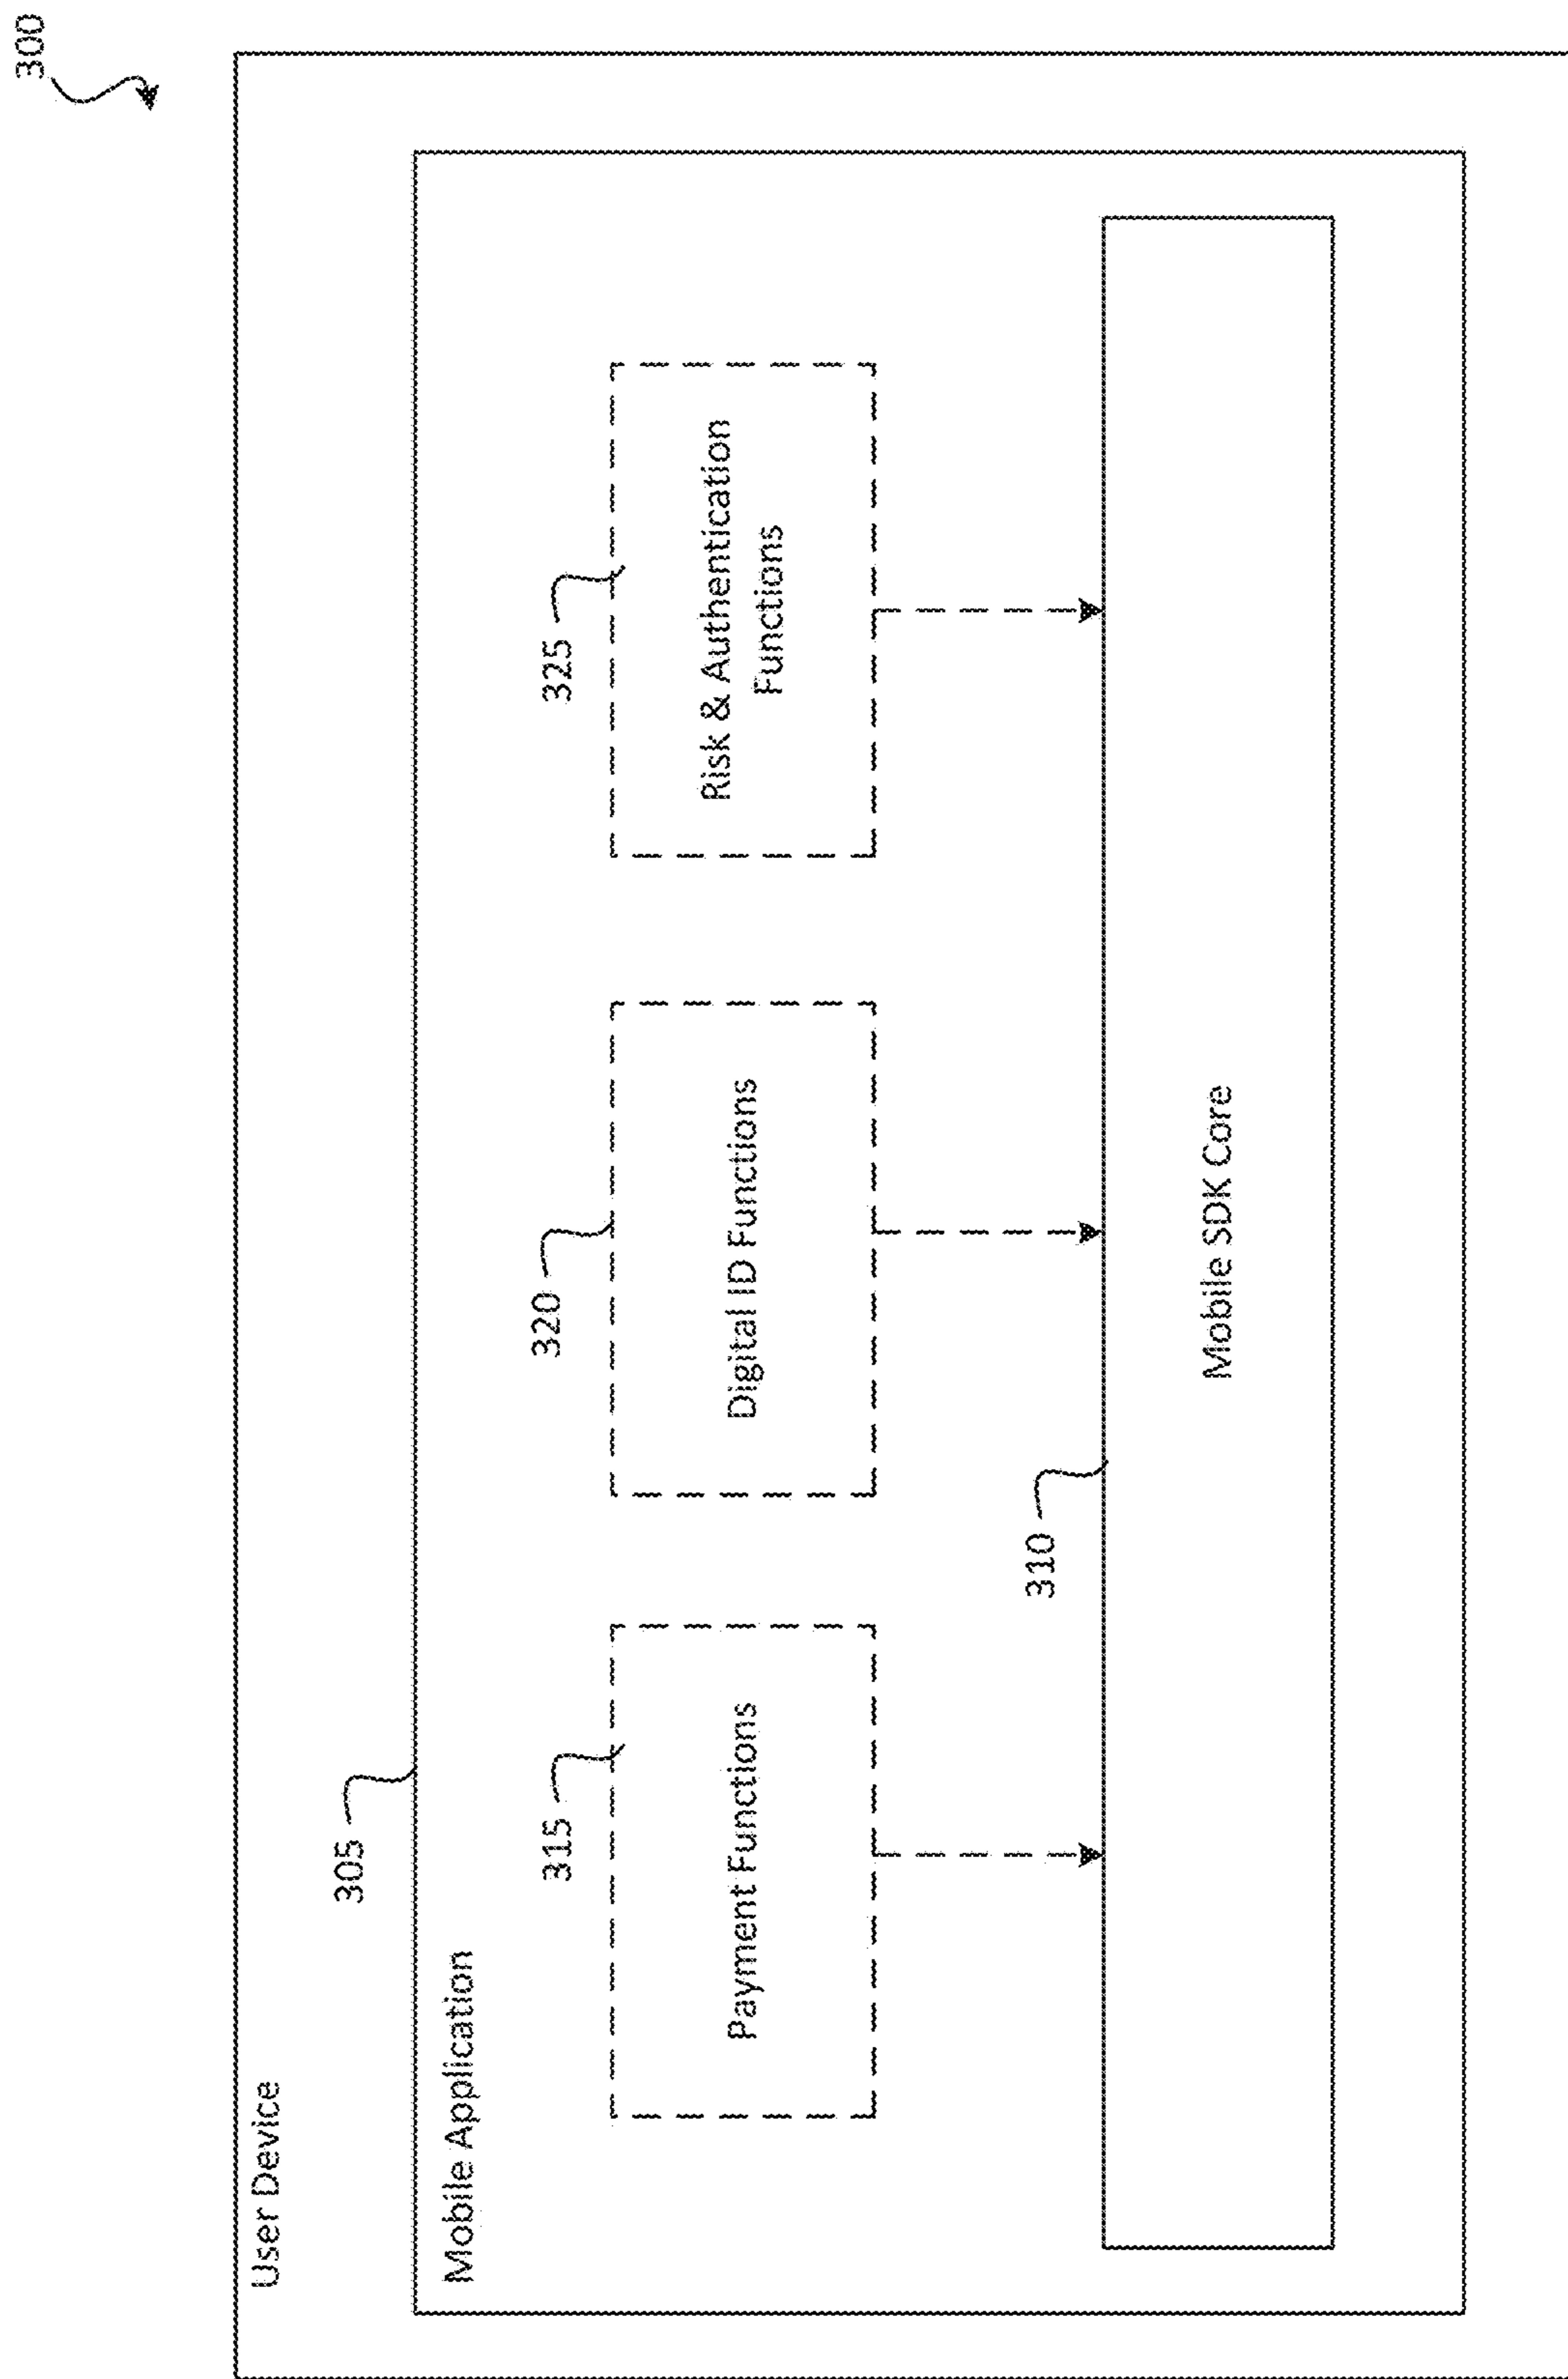 300
User Device
305
Mobile Application
315
320
325
Payment Functions
Digital ID Functions
Risk & Authentication
Functions
310
Mobile SDK Core